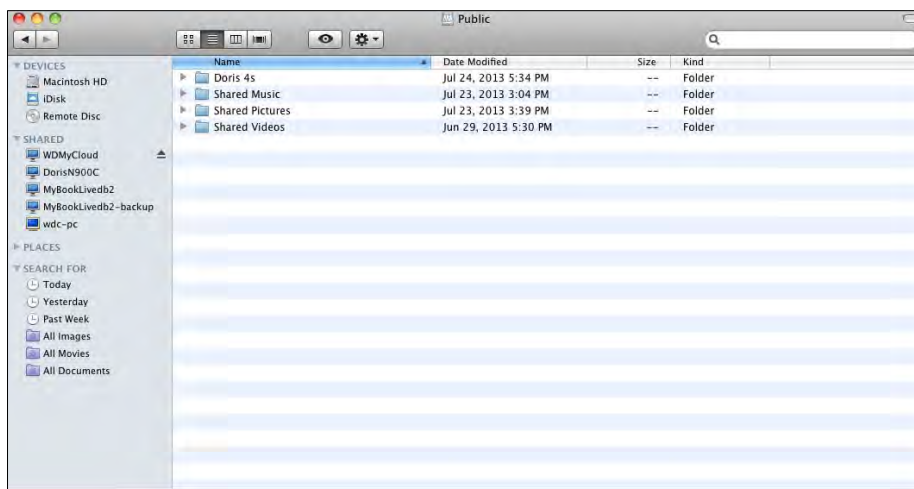 Public
DEVICES
Macintosh HD
iDisk
Remote Disc
SHARED
WDMyCloud
DorisN900C
MyBookLivedb2
MyBookLivedb2-backup
wdc-pc
PLACES
SEARCH FOR
Today
Yesterday
Past Week
All Images
All Movies
All Documents
Name Date Modified Size Kind
Doris 4s Jul 24, 2013 5:34 PM -- Folder
Shared Music Jul 23, 2013 3:04 PM -- Folder
Shared Pictures Jul 23, 2013 3:39 PM -- Folder
Shared Videos Jun 29, 2013 5:30 PM -- Folder